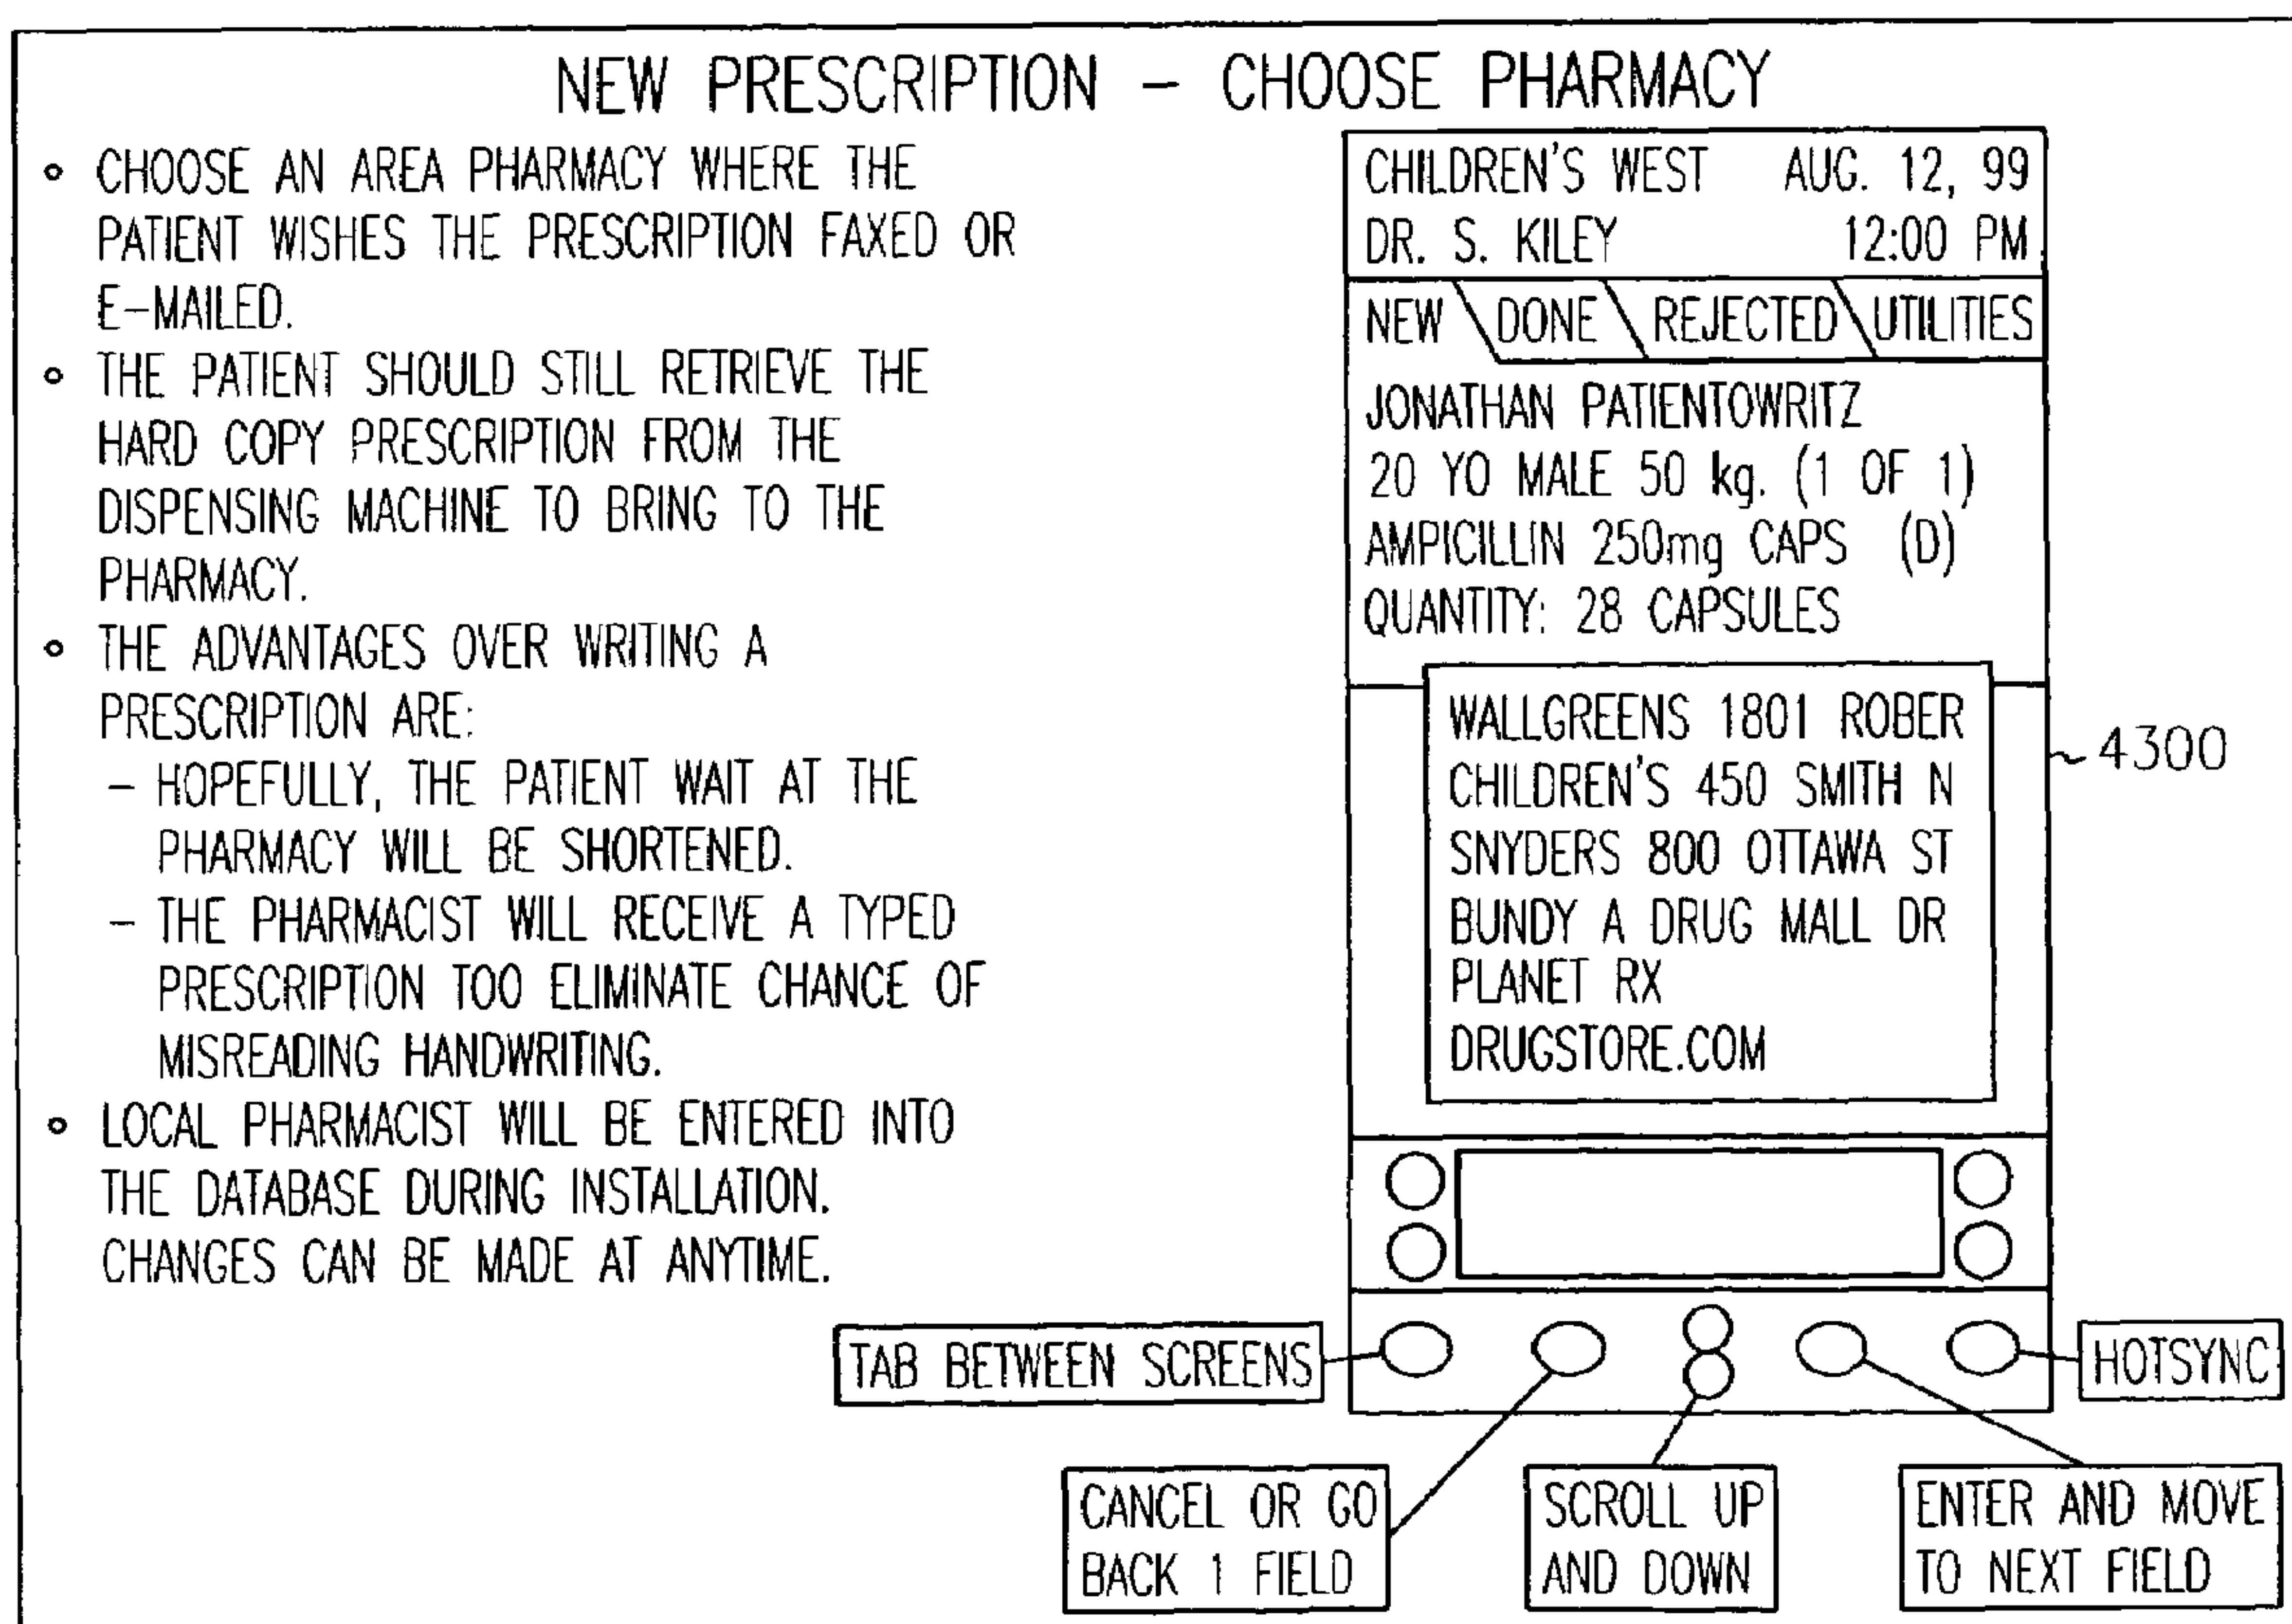 NEW PRESCRIPTION – CHOOSE PHARMACY
∘ CHOOSE AN AREA PHARMACY WHERE THE
PATIENT WISHES THE PRESCRIPTION FAXED OR
E–MAILED.
∘ THE PATIENT SHOULD STILL RETRIEVE THE
HARD COPY PRESCRIPTION FROM THE
DISPENSING MACHINE TO BRING TO THE
PHARMACY.
∘ THE ADVANTAGES OVER WRITING A
PRESCRIPTION ARE:
– HOPEFULLY, THE PATIENT WAIT AT THE
PHARMACY WILL BE SHORTENED.
– THE PHARMACIST WILL RECEIVE A TYPED
PRESCRIPTION TOO ELIMINATE CHANCE OF
MISREADING HANDWRITING.
∘ LOCAL PHARMACIST WILL BE ENTERED INTO
THE DATABASE DURING INSTALLATION.
CHANGES CAN BE MADE AT ANYTIME.
CHILDREN'S WEST AUG. 12, 99
DR. S. KILEY 12:00 PM
NEW DONE REJECTED UTILITIES
JONATHAN PATIENTOWRITZ
20 YO MALE 50 kg. (1 OF 1)
AMPICILLIN 250mg CAPS (D)
QUANTITY: 28 CAPSULES
WALLGREENS 1801 ROBER
CHILDREN'S 450 SMITH N
SNYDERS 800 OTTAWA ST
BUNDY A DRUG MALL DR
PLANET RX
DRUGSTORE.COM
4300
TAB BETWEEN SCREENS
HOTSYNC
CANCEL OR GO
BACK 1 FIELD
SCROLL UP
AND DOWN
ENTER AND MOVE
TO NEXT FIELD